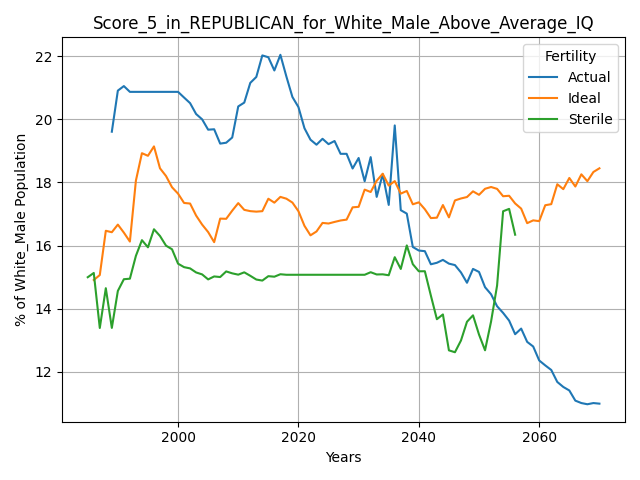 Score_5_in_REPUBLICAN_for_White_Male_Above_Average_IQ
% of White_Male Population
22
20
18
16
14
12
Fertility
Actual
Ideal
Sterile
2000
2020
2040
2060
Years